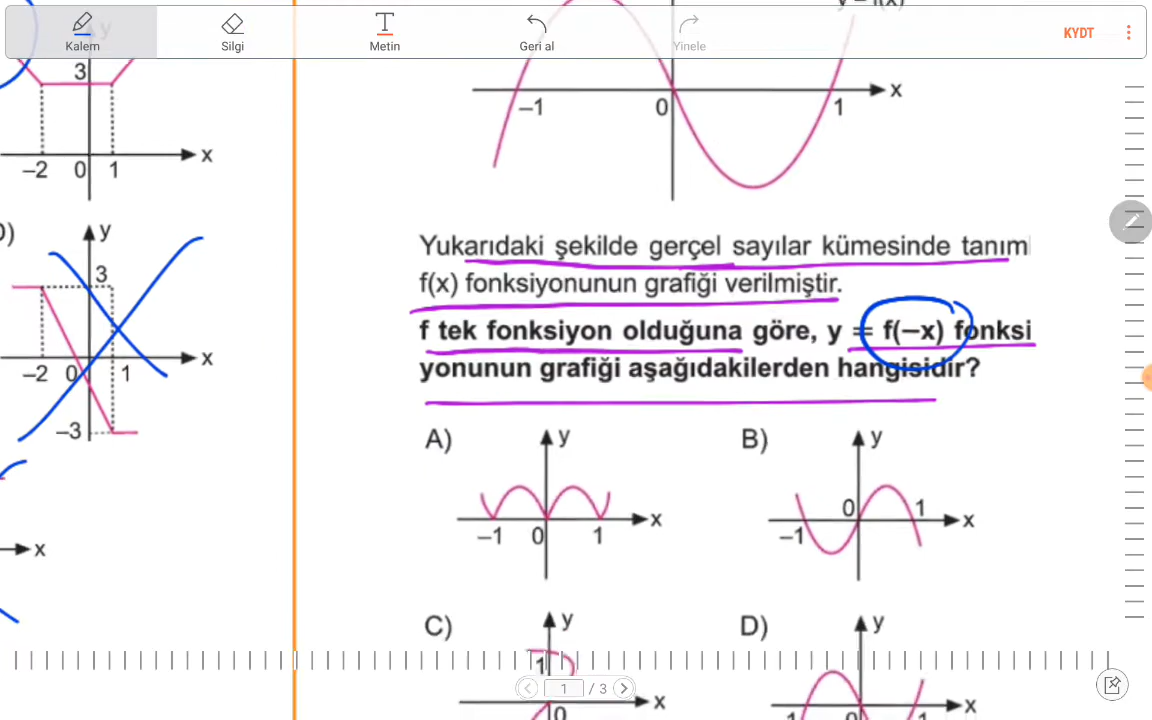 Kalem
Silgi
Metin
Geri al
Yinele
KYDT
y
3
-2 0 1 x
-1 0 1 x
Yukarıdaki şekilde gerçel sayılar kümesinde tanım
f(x) fonksiyonunun grafiği verilmiştir.
f tek fonksiyon olduğuna göre, y = f(-x) fonksi
yonunun grafiği aşağıdakilerden hangisidir?
y
3
-2 0 1 x
-3
x
A) y
-1 0 1 x
B) y
-1 0 1 x
C) y
1
0 x
D) y
0 x
1 / 3